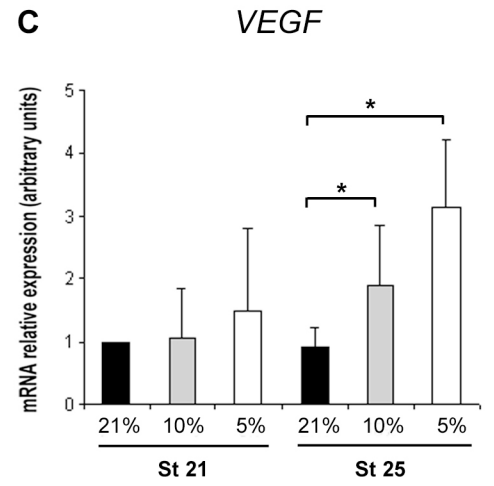 C
VEGF
mRNA relative expression (arbitrary units)
5
4
3
2
1
0
*
*
21% 10% 5% 21% 10% 5%
St 21 St 25